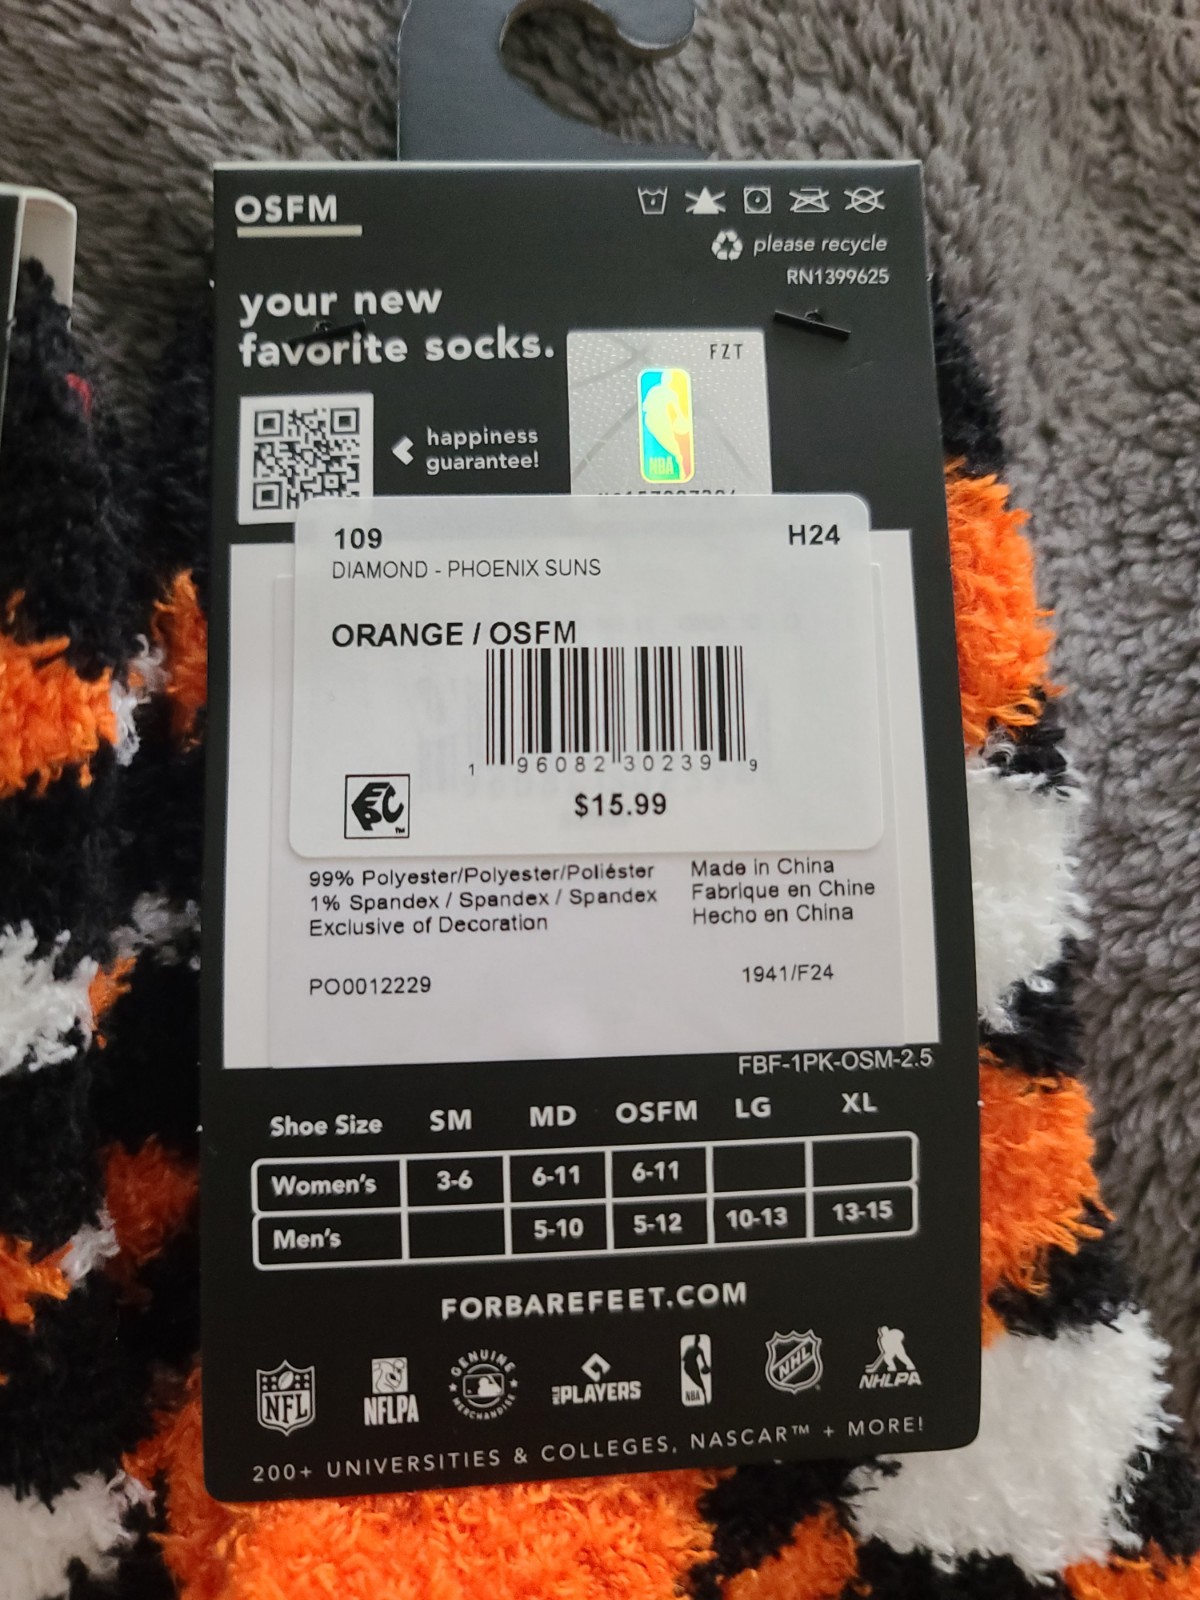 OSFM
please recycle
RN1399625
your new
favorite socks.
FZT
NBA
happiness
guarantee!
109
H24
DIAMOND - PHOENIX SUNS
ORANGE / OSFM
1 96082 30239 9
$15.99
99% Polyester/Polyester/Poliéster
1% Spandex / Spandex / Spandex
Exclusive of Decoration
Made in China
Fabrique en Chine
Hecho en China
PO0012229
1941/F24
FBF-1PK-OSM-2.5
Shoe Size SM MD OSFM LG XL
Women's 3-6 6-11 6-11
Men's 5-10 5-12 10-13 13-15
FORBAREFEET.COM
NFL
NFLPA
GENUINE
MERCHANDISE
PLAYERS
NBA
NHL
NHLPA
200+ UNIVERSITIES & COLLEGES, NASCAR™ + MORE!